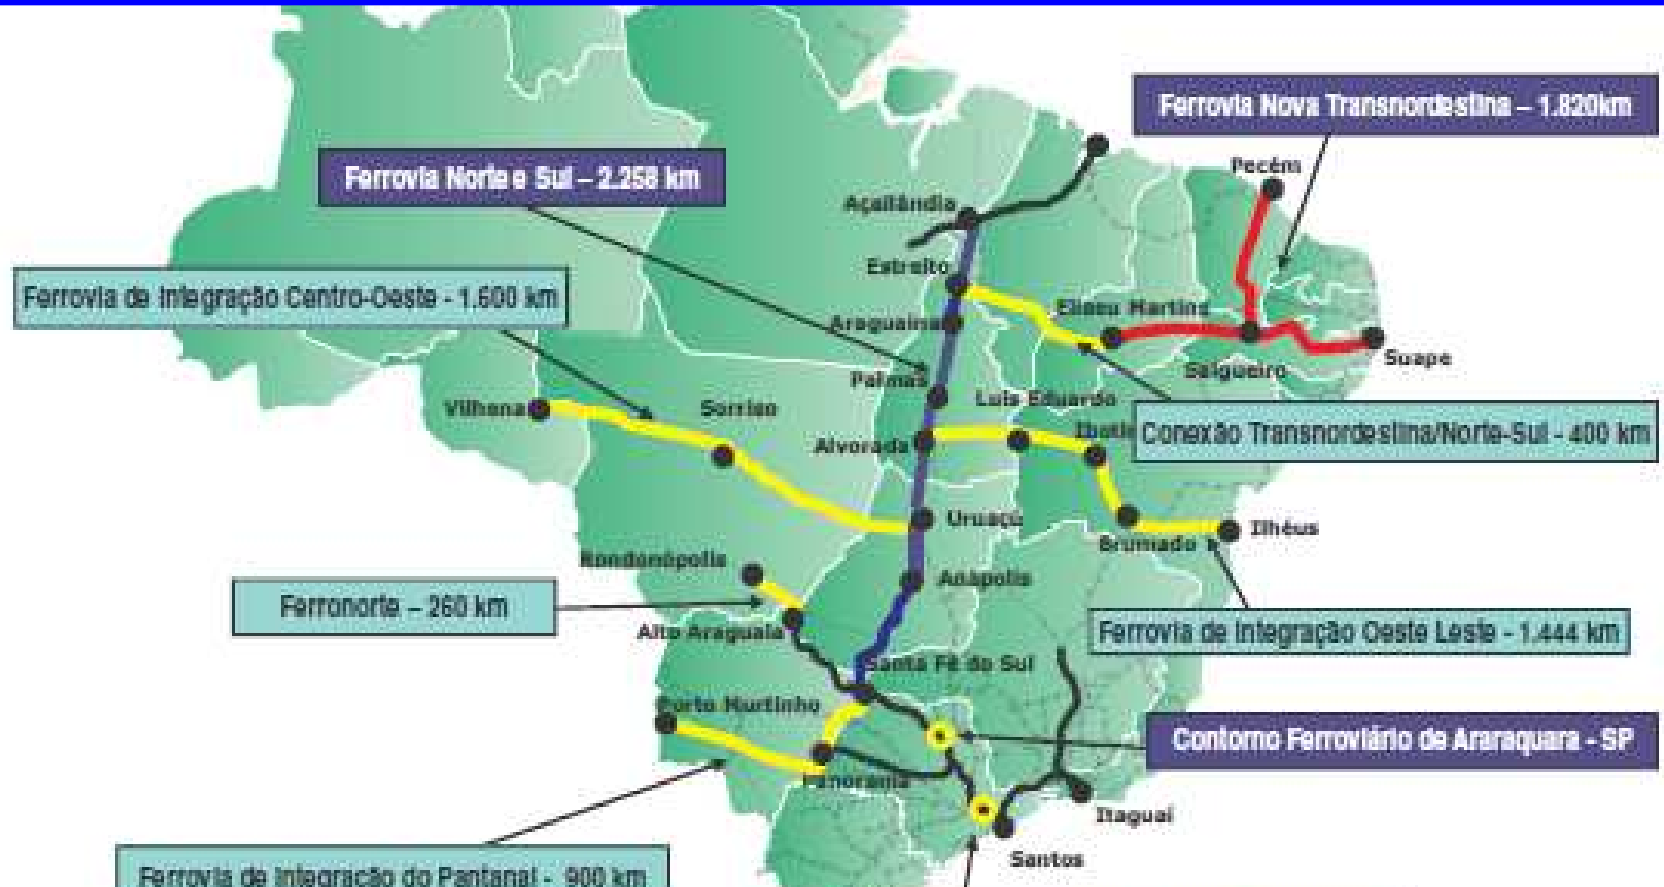 Ferrovia Nova Transnordestina – 1.820km
Pecém
Ferrovia Norte e Sul – 2.258 km
Açailândia
Estreito
Ferrovia de Integração Centro-Oeste - 1.600 km
Eliseu Martins
Araguaina
Suape
Salgueiro
Palmas
Luis Eduardo
Vilhena
Sorriso
Conexão Transnordestina/Norte-Sul - 400 km
Alvorada
Uruaçú
Ilhéus
Brumado
Rondonópolis
Anápolis
Ferronorte – 260 km
Alto Araguaia
Ferrovia de Integração Oeste Leste - 1.444 km
Santa Fé do Sul
Porto Murtinho
Contorno Ferroviário de Araraquara - SP
Panorama
Itaguaí
Santos
Ferrovia de Integração do Pantanal - 900 km